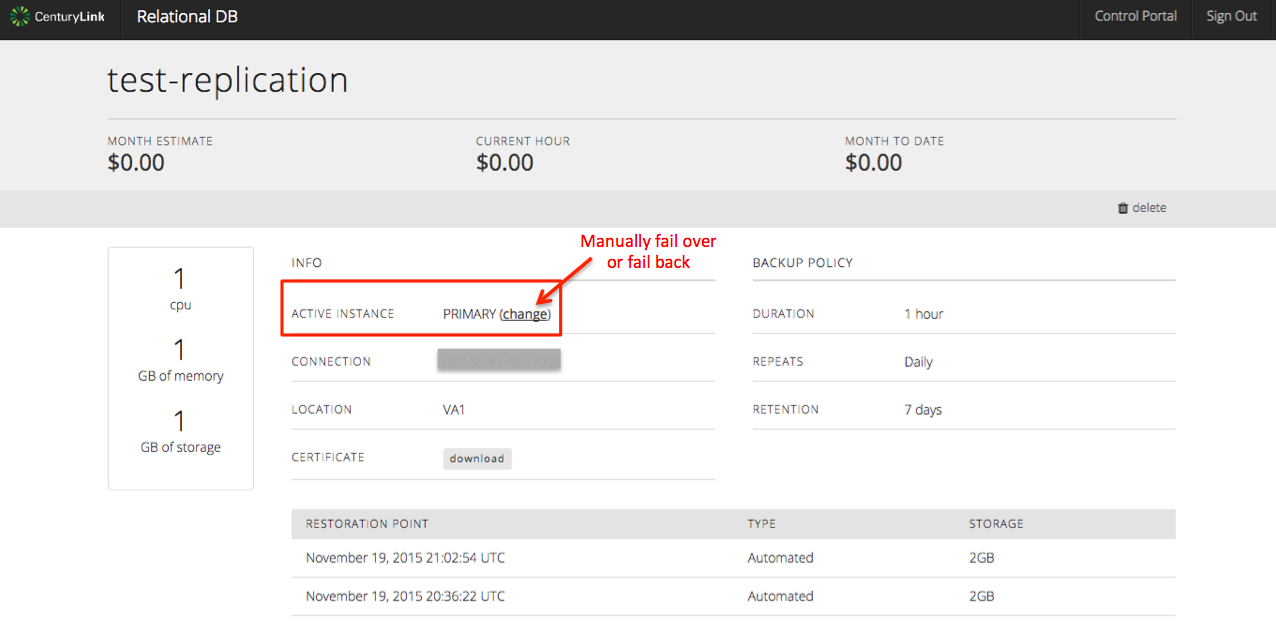 CenturyLink Relational DB Control Portal Sign Out
test-replication
MONTH ESTIMATE CURRENT HOUR MONTH TO DATE
$0.00 $0.00 $0.00
delete
Manually fail over
or fail back
1
cpu
1
GB of memory
1
GB of storage
INFO
ACTIVE INSTANCE PRIMARY (change)
CONNECTION
LOCATION VA1
CERTIFICATE download
BACKUP POLICY
DURATION 1 hour
REPEATS Daily
RETENTION 7 days
RESTORATION POINT TYPE STORAGE
November 19, 2015 21:02:54 UTC Automated 2GB
November 19, 2015 20:36:22 UTC Automated 2GB